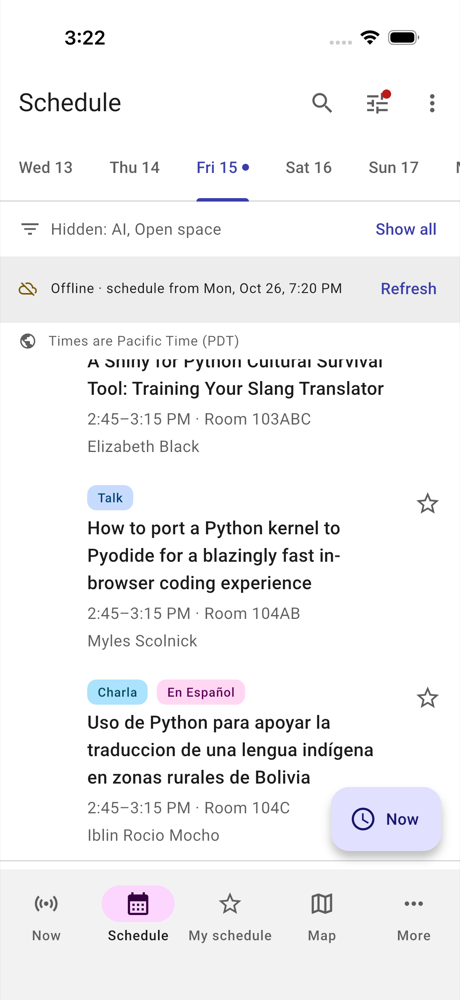 3:22
Schedule
Wed 13 Thu 14 Fri 15 Sat 16 Sun 17
Hidden: AI, Open space Show all
Offline · schedule from Mon, Oct 26, 7:20 PM Refresh
Times are Pacific Time (PDT)
A Shiny for Python Cultural Survival
Tool: Training Your Slang Translator
2:45–3:15 PM · Room 103ABC
Elizabeth Black
Talk
How to port a Python kernel to
Pyodide for a blazingly fast in-
browser coding experience
2:45–3:15 PM · Room 104AB
Myles Scolnick
Charla En Español
Uso de Python para apoyar la
traduccion de una lengua indígena
en zonas rurales de Bolivia
2:45–3:15 PM · Room 104C
Iblin Rocio Mocho
Now
Now Schedule My schedule Map More